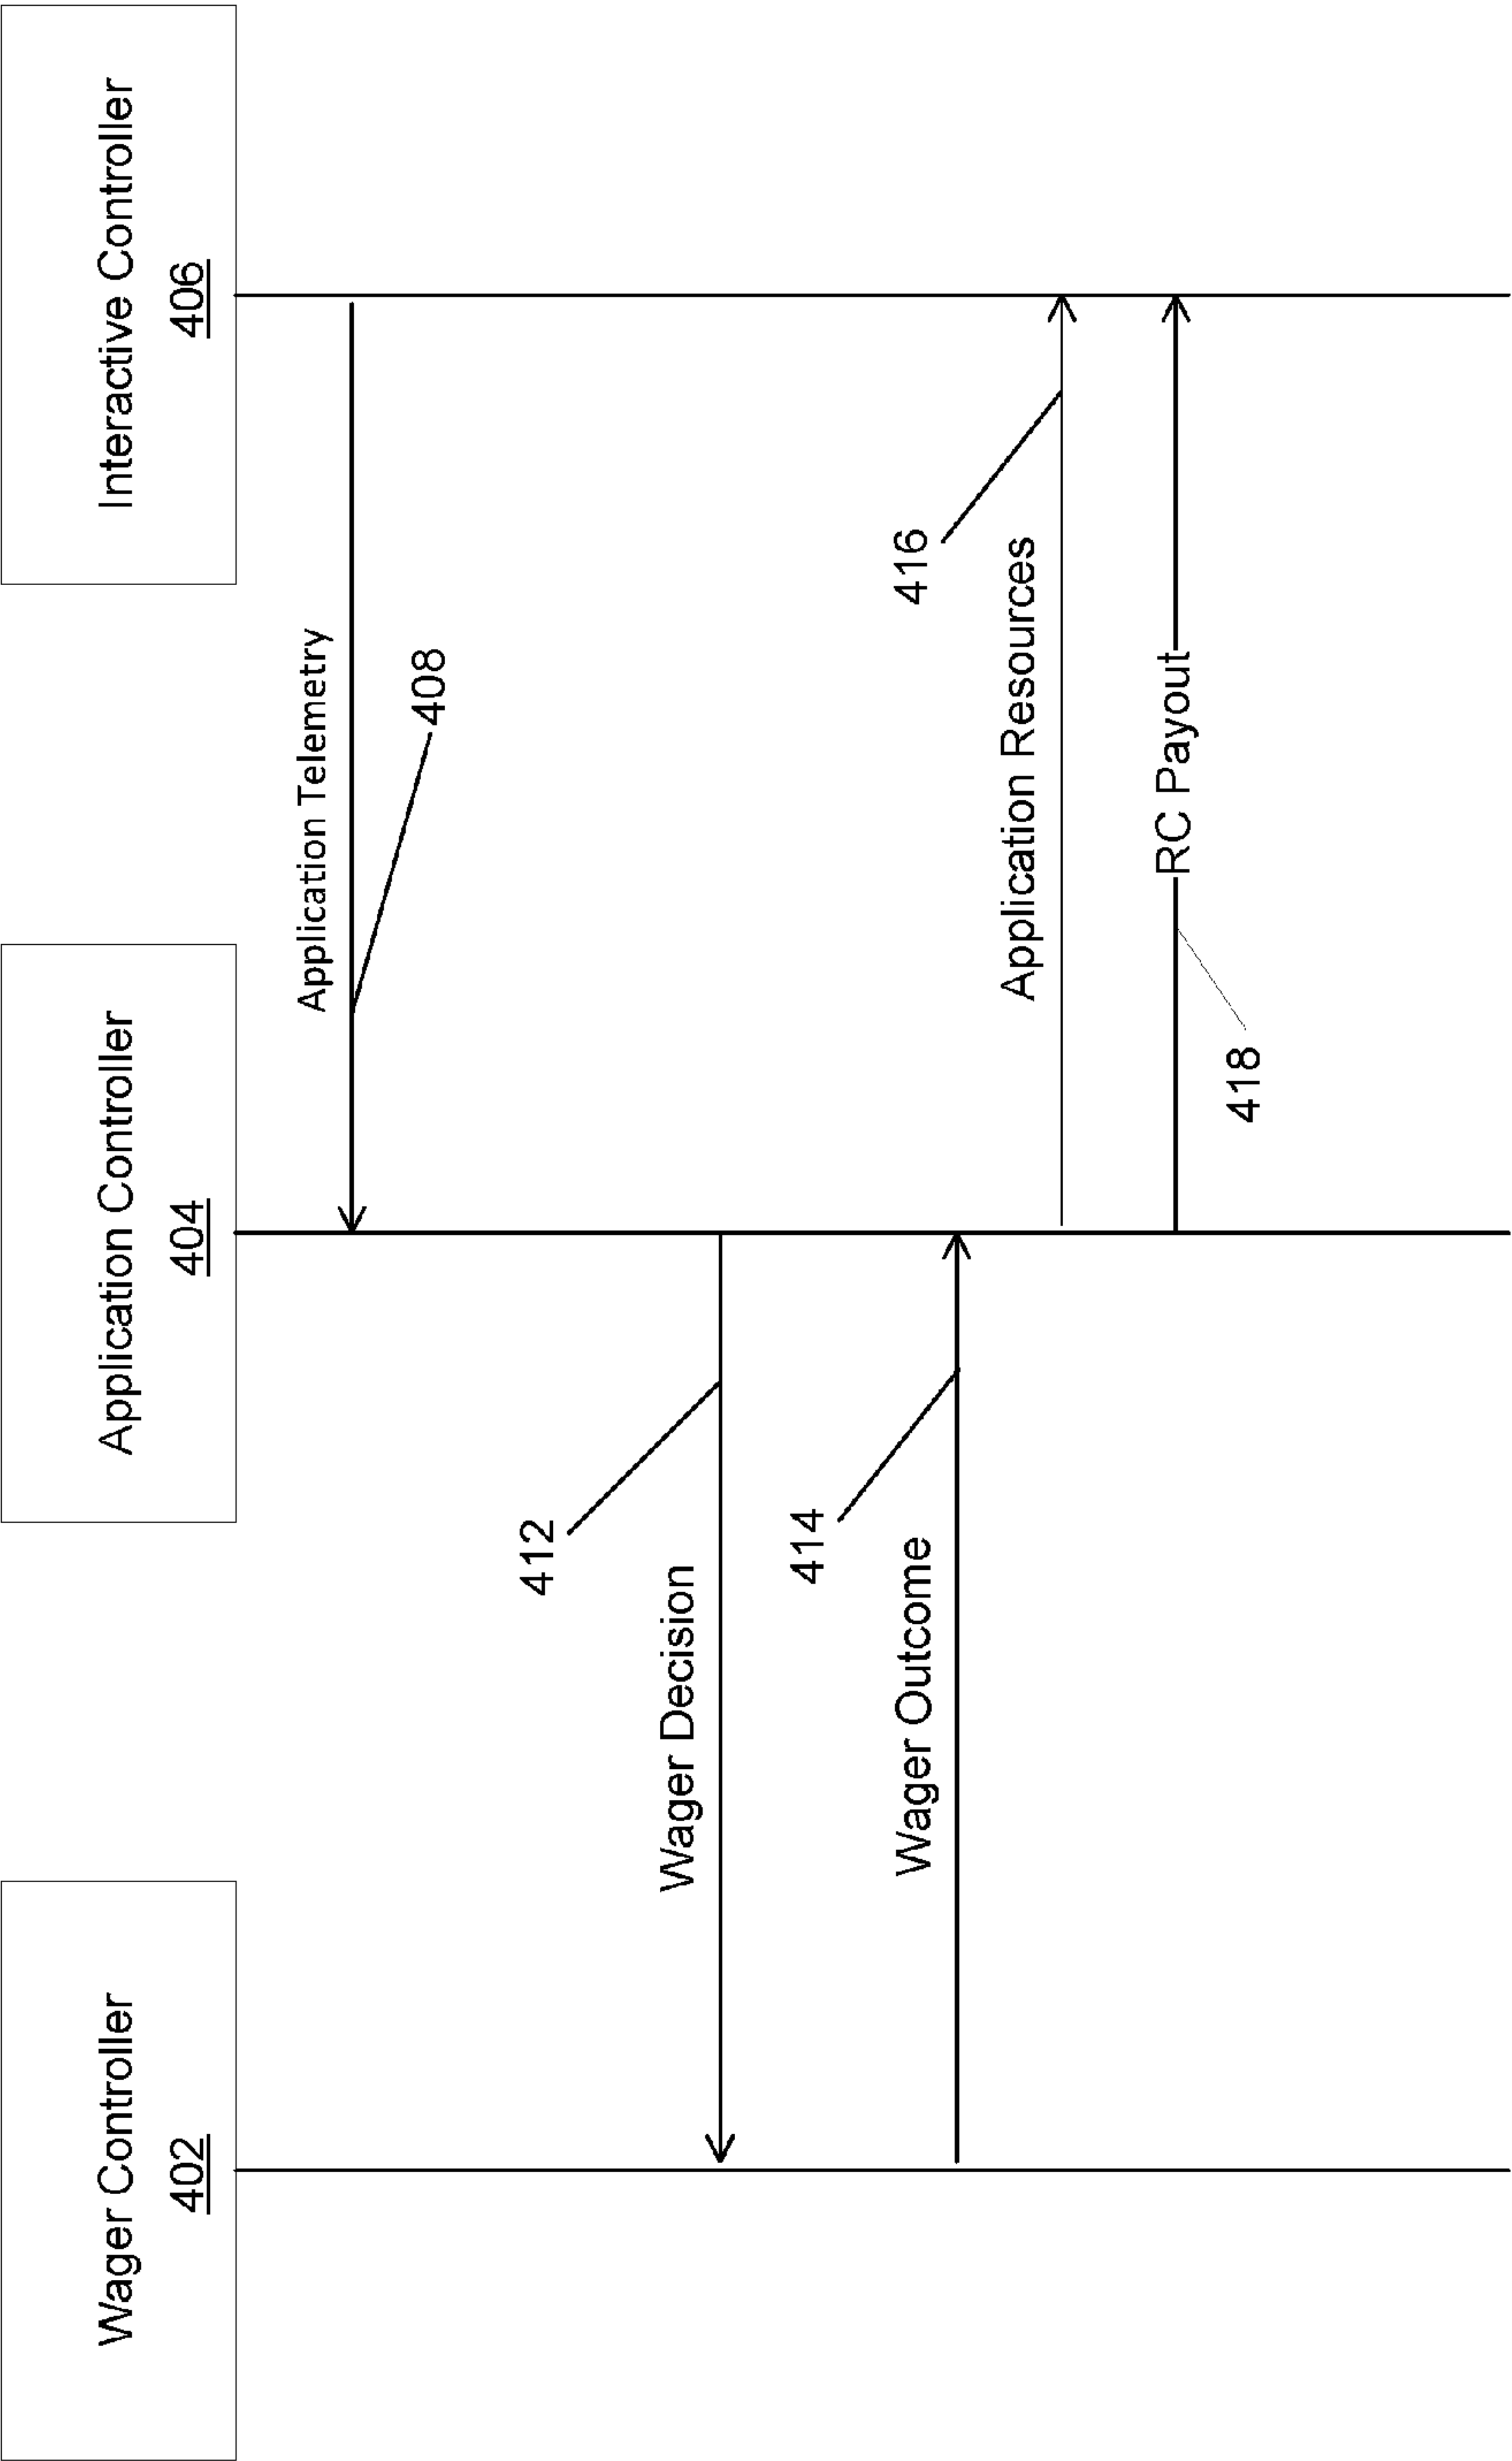 Wager Controller
402
Application Controller
404
Interactive Controller
406
Application Telemetry
408
412
Wager Decision
414
Wager Outcome
416
Application Resources
RC Payout
418